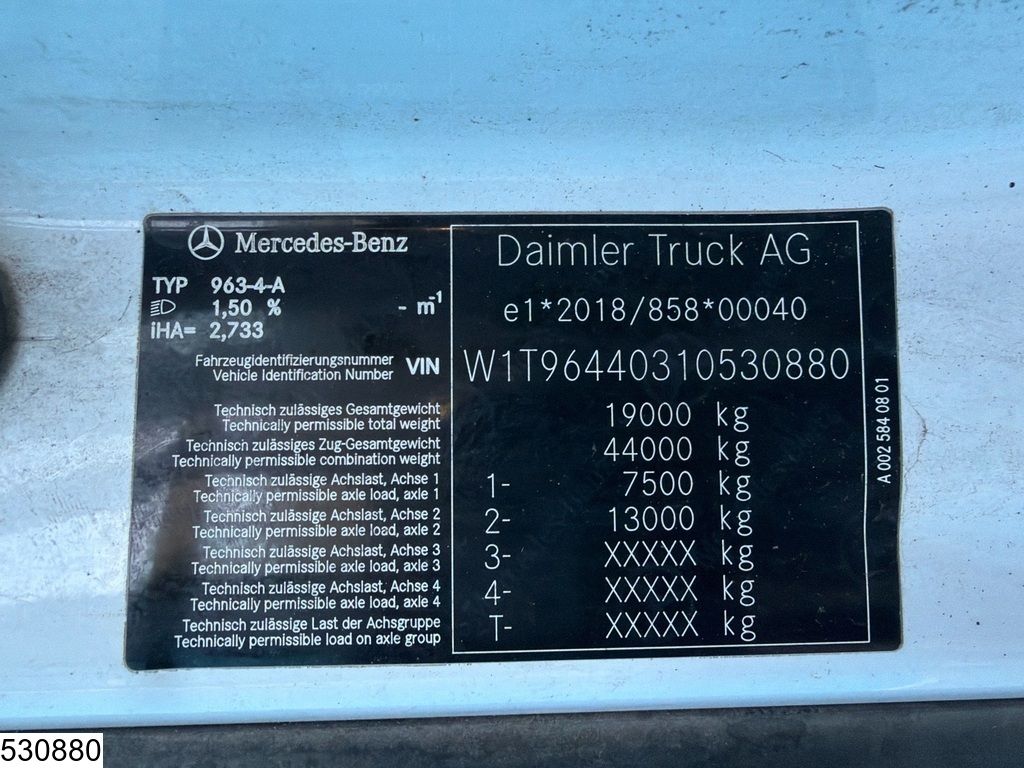 Mercedes-Benz
TYP 963-4-A
1,50 % - m-1
iHA= 2,733
Fahrzeugidentifizierungsnummer
Vehicle Identification Number VIN
Technisch zulässiges Gesamtgewicht
Technically permissible total weight
Technisch zulässiges Zug-Gesamtgewicht
Technically permissible combination weight
Technisch zulässige Achslast, Achse 1
Technically permissible axle load, axle 1
Technisch zulässige Achslast, Achse 2
Technically permissible axle load, axle 2
Technisch zulässige Achslast, Achse 3
Technically permissible axle load, axle 3
Technisch zulässige Achslast, Achse 4
Technically permissible axle load, axle 4
Technisch zulässige Last der Achsgruppe
Technically permissible load on axle group
Daimler Truck AG
e1*2018/858*00040
W1T96440310530880
19000 kg
44000 kg
1- 7500 kg
2- 13000 kg
3- XXXXX kg
4- XXXXX kg
T- XXXXX kg
A 002 584 08 01
530880